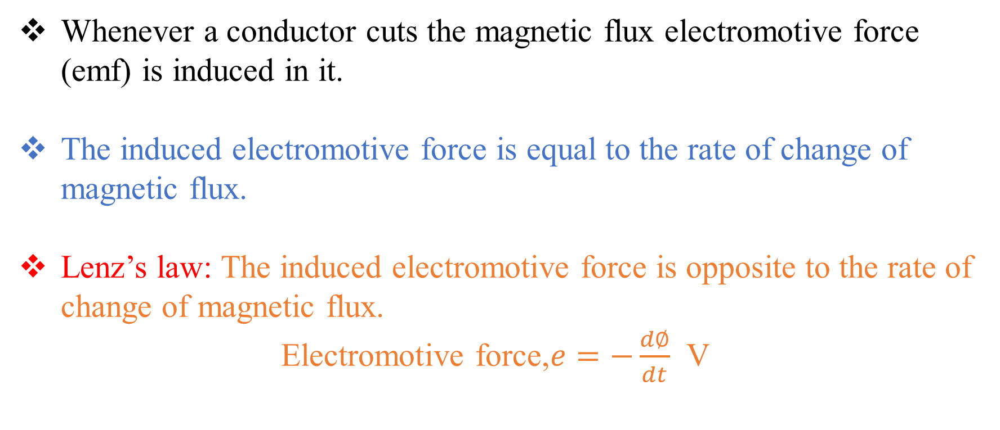 ❖ Whenever a conductor cuts the magnetic flux electromotive force
(emf) is induced in it.
❖ The induced electromotive force is equal to the rate of change of
magnetic flux.
❖ Lenz’s law: The induced electromotive force is opposite to the rate of
change of magnetic flux.
Electromotive force,e = −d∅/dt V